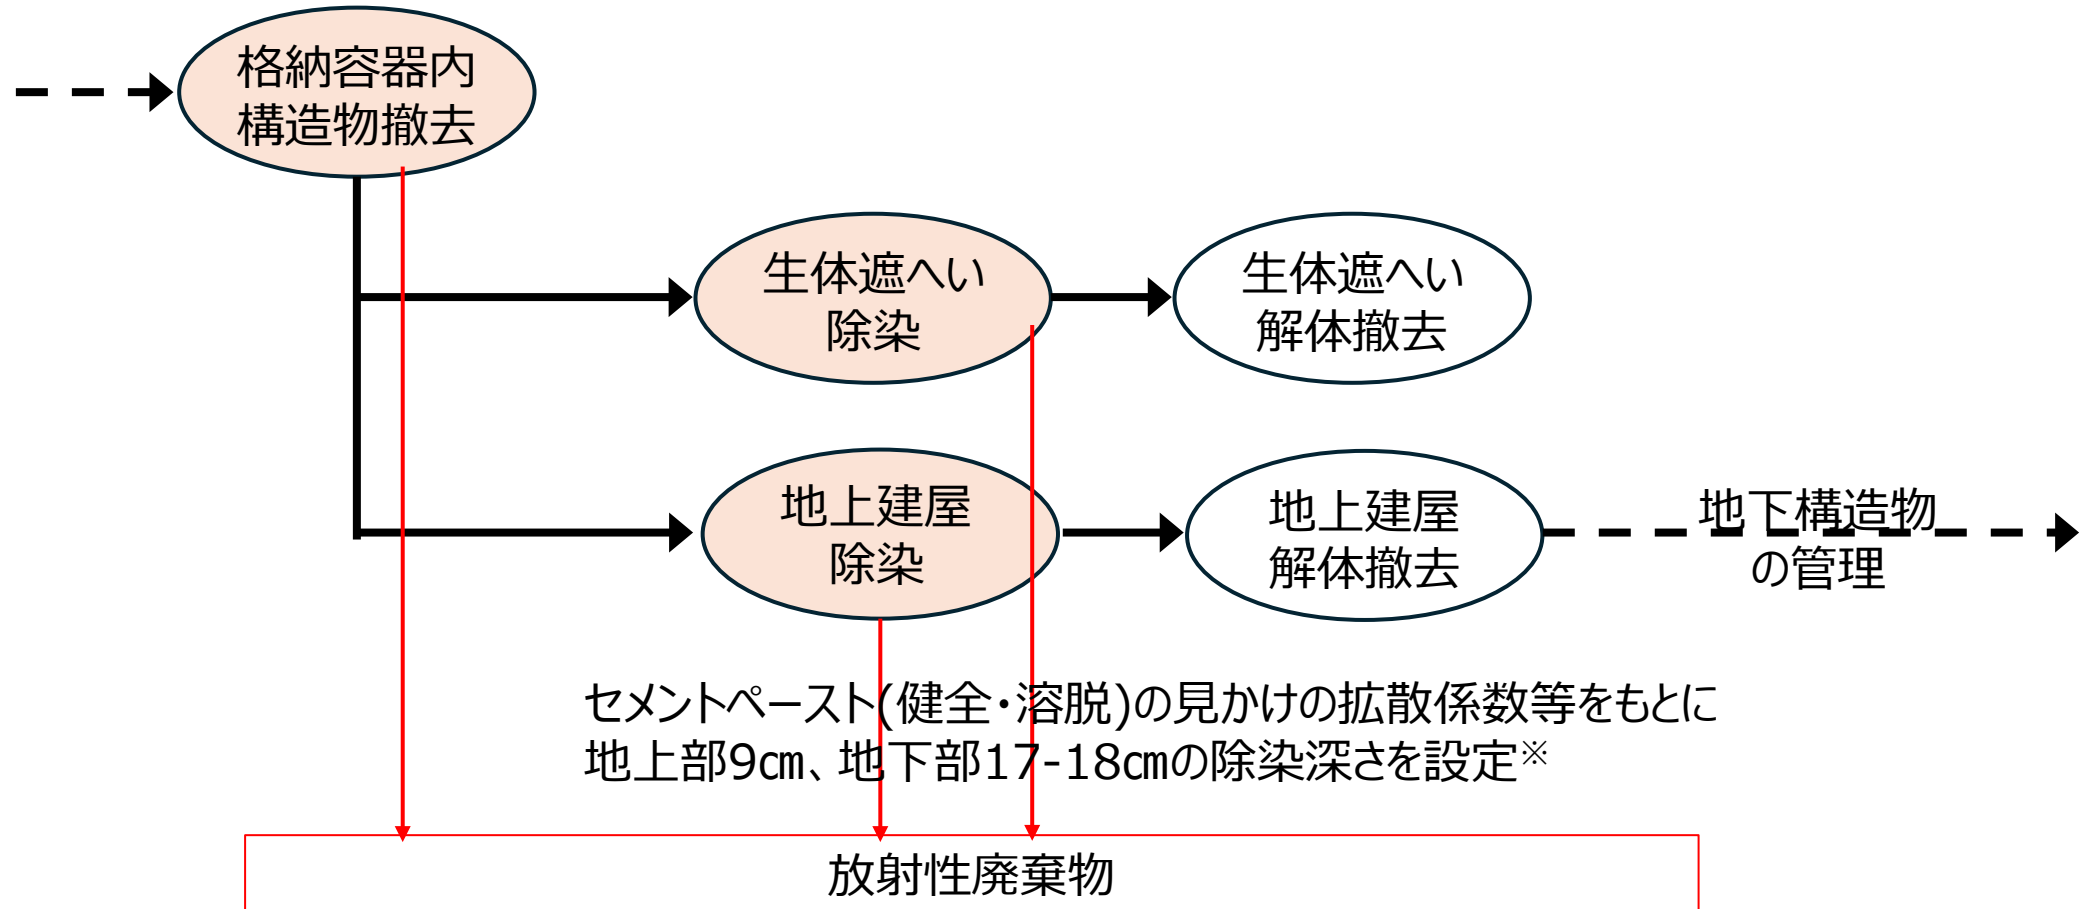 格納容器内
構造物撤去
生体遮へい
除染
生体遮へい
解体撤去
地上建屋
除染
地上建屋
解体撤去
地下構造物
の管理
セメントペースト(健全・溶脱)の見かけの拡散係数等をもとに
地上部9cm、地下部17-18cmの除染深さを設定※
放射性廃棄物